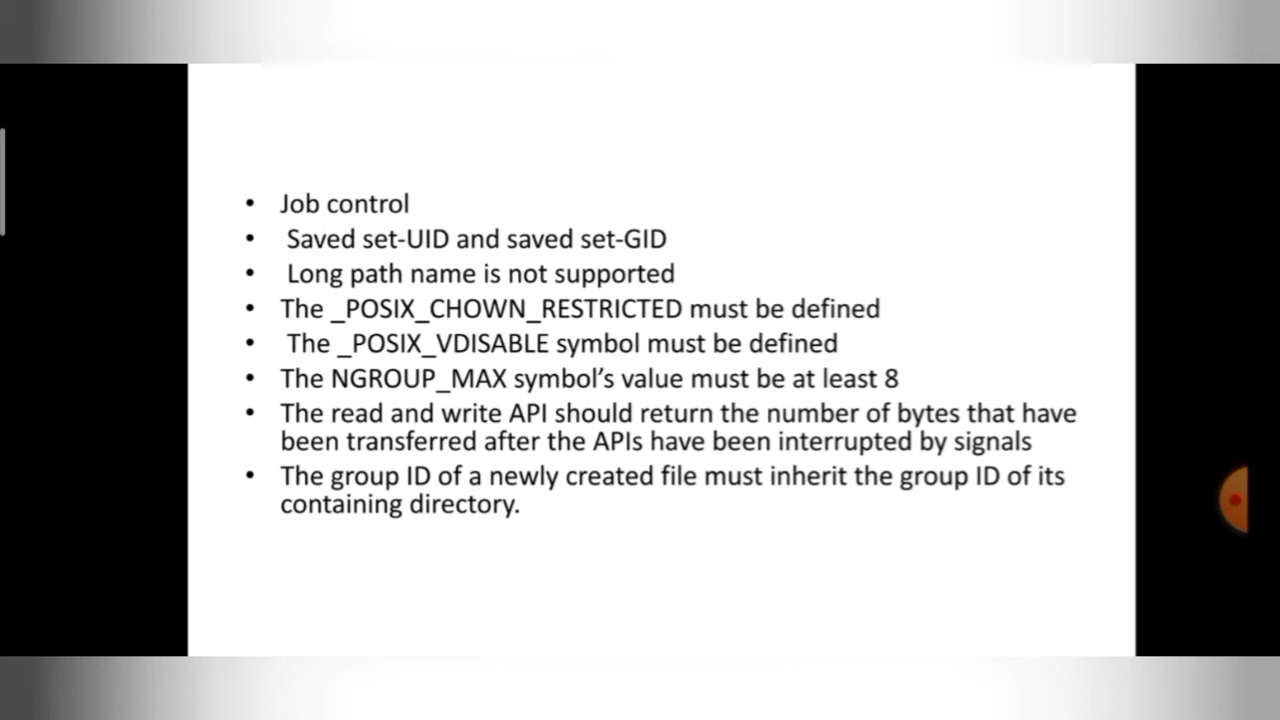 • Job control
• Saved set-UID and saved set-GID
• Long path name is not supported
• The _POSIX_CHOWN_RESTRICTED must be defined
• The _POSIX_VDISABLE symbol must be defined
• The NGROUP_MAX symbol's value must be at least 8
• The read and write API should return the number of bytes that have
been transferred after the APIs have been interrupted by signals
• The group ID of a newly created file must inherit the group ID of its
containing directory.